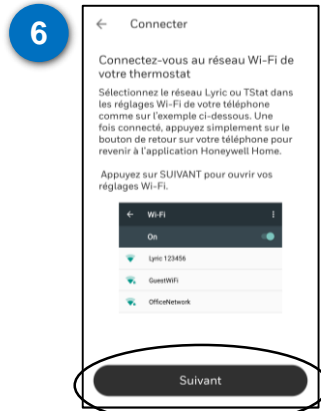 6
Connecter
Connectez-vous au réseau Wi-Fi de
votre thermostat
Sélectionnez le réseau Lyric ou TStat dans
les réglages Wi-Fi de votre téléphone
comme sur l'exemple ci-dessous. Une
fois connecté, appuyez simplement sur le
bouton de retour sur votre téléphone pour
revenir à l'application Honeywell Home.
Appuyez sur SUIVANT pour ouvrir vos
réglages Wi-Fi.
Wi-Fi
On
Lyric 123456
GuestWiFi
OfficeNetwork
Suivant